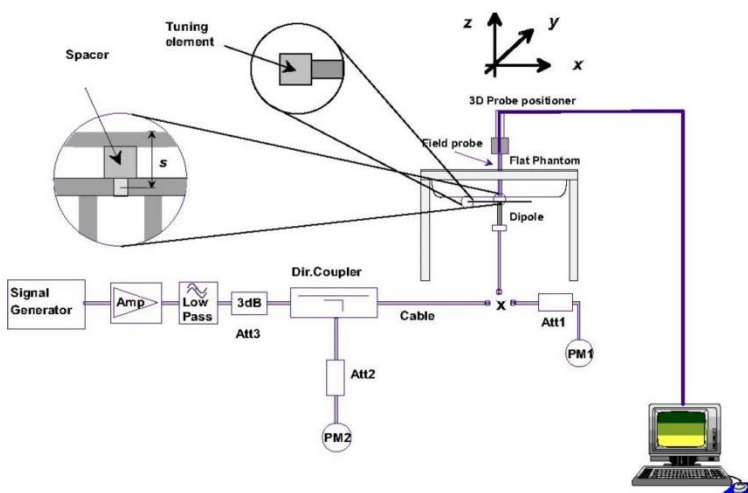 Tuning
element
Spacer
s
z
y
x
3D Probe positioner
Field probe
Flat Phantom
Dipole
Signal
Generator
Amp
Low
Pass
3dB
Att3
Dir.Coupler
Cable
x
Att1
PM1
Att2
PM2